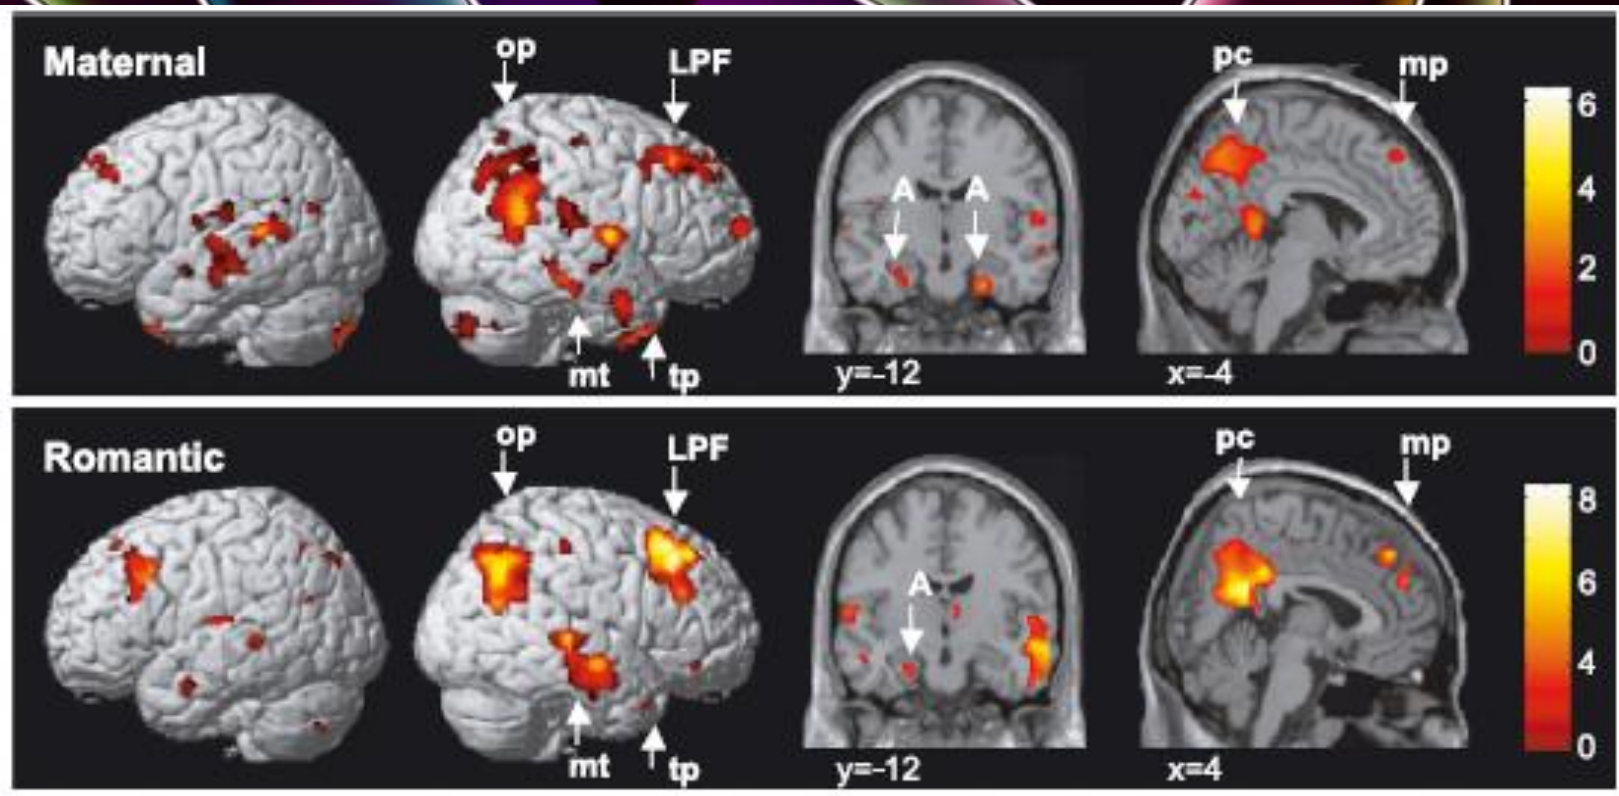 Maternal
op
LPF
A
A
pc
mp
6
4
2
0
mt
tp
y=-12
x=-4
Romantic
op
LPF
A
pc
mp
8
6
4
0
mt
tp
y=-12
x=4